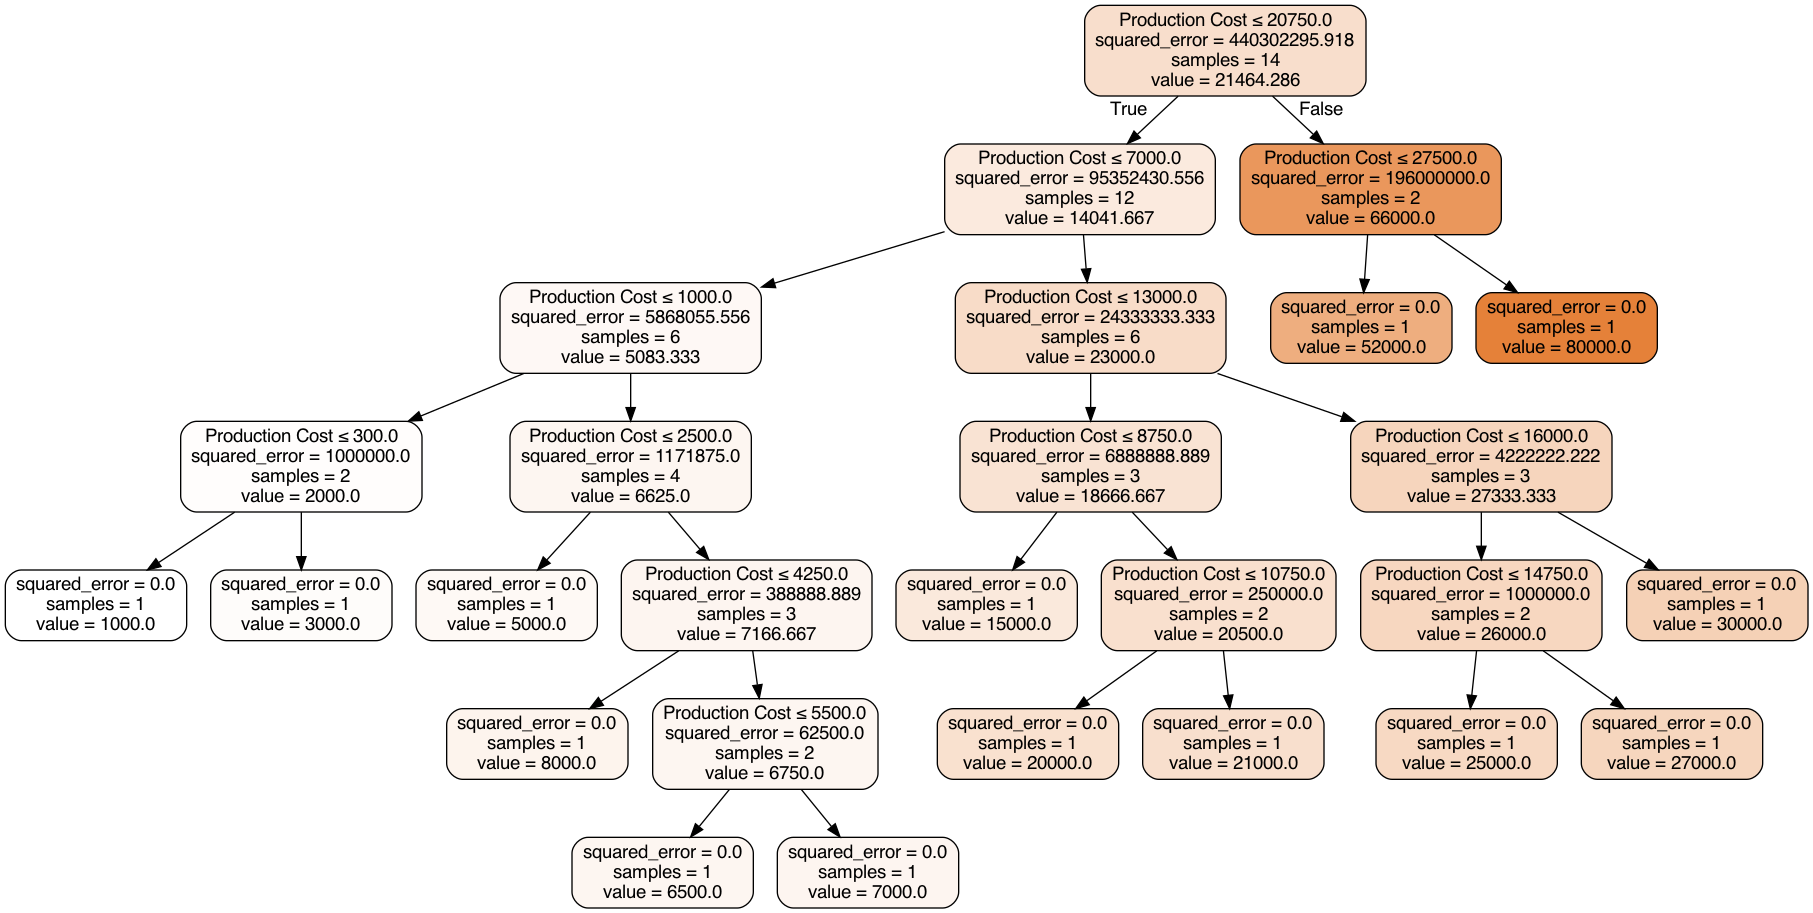 Production Cost ≤ 20750.0
squared_error = 440302295.918
samples = 14
value = 21464.286
True
False
Production Cost ≤ 7000.0
squared_error = 95352430.556
samples = 12
value = 14041.667
Production Cost ≤ 27500.0
squared_error = 196000000.0
samples = 2
value = 66000.0
Production Cost ≤ 1000.0
squared_error = 5868055.556
samples = 6
value = 5083.333
Production Cost ≤ 13000.0
squared_error = 24333333.333
samples = 6
value = 23000.0
squared_error = 0.0
samples = 1
value = 52000.0
squared_error = 0.0
samples = 1
value = 80000.0
Production Cost ≤ 300.0
squared_error = 1000000.0
samples = 2
value = 2000.0
Production Cost ≤ 2500.0
squared_error = 1171875.0
samples = 4
value = 6625.0
Production Cost ≤ 8750.0
squared_error = 6888888.889
samples = 3
value = 18666.667
Production Cost ≤ 16000.0
squared_error = 4222222.222
samples = 3
value = 27333.333
squared_error = 0.0
samples = 1
value = 1000.0
squared_error = 0.0
samples = 1
value = 3000.0
squared_error = 0.0
samples = 1
value = 5000.0
Production Cost ≤ 4250.0
squared_error = 388888.889
samples = 3
value = 7166.667
squared_error = 0.0
samples = 1
value = 15000.0
Production Cost ≤ 10750.0
squared_error = 250000.0
samples = 2
value = 20500.0
Production Cost ≤ 14750.0
squared_error = 1000000.0
samples = 2
value = 26000.0
squared_error = 0.0
samples = 1
value = 30000.0
squared_error = 0.0
samples = 1
value = 8000.0
Production Cost ≤ 5500.0
squared_error = 62500.0
samples = 2
value = 6750.0
squared_error = 0.0
samples = 1
value = 20000.0
squared_error = 0.0
samples = 1
value = 21000.0
squared_error = 0.0
samples = 1
value = 25000.0
squared_error = 0.0
samples = 1
value = 27000.0
squared_error = 0.0
samples = 1
value = 6500.0
squared_error = 0.0
samples = 1
value = 7000.0